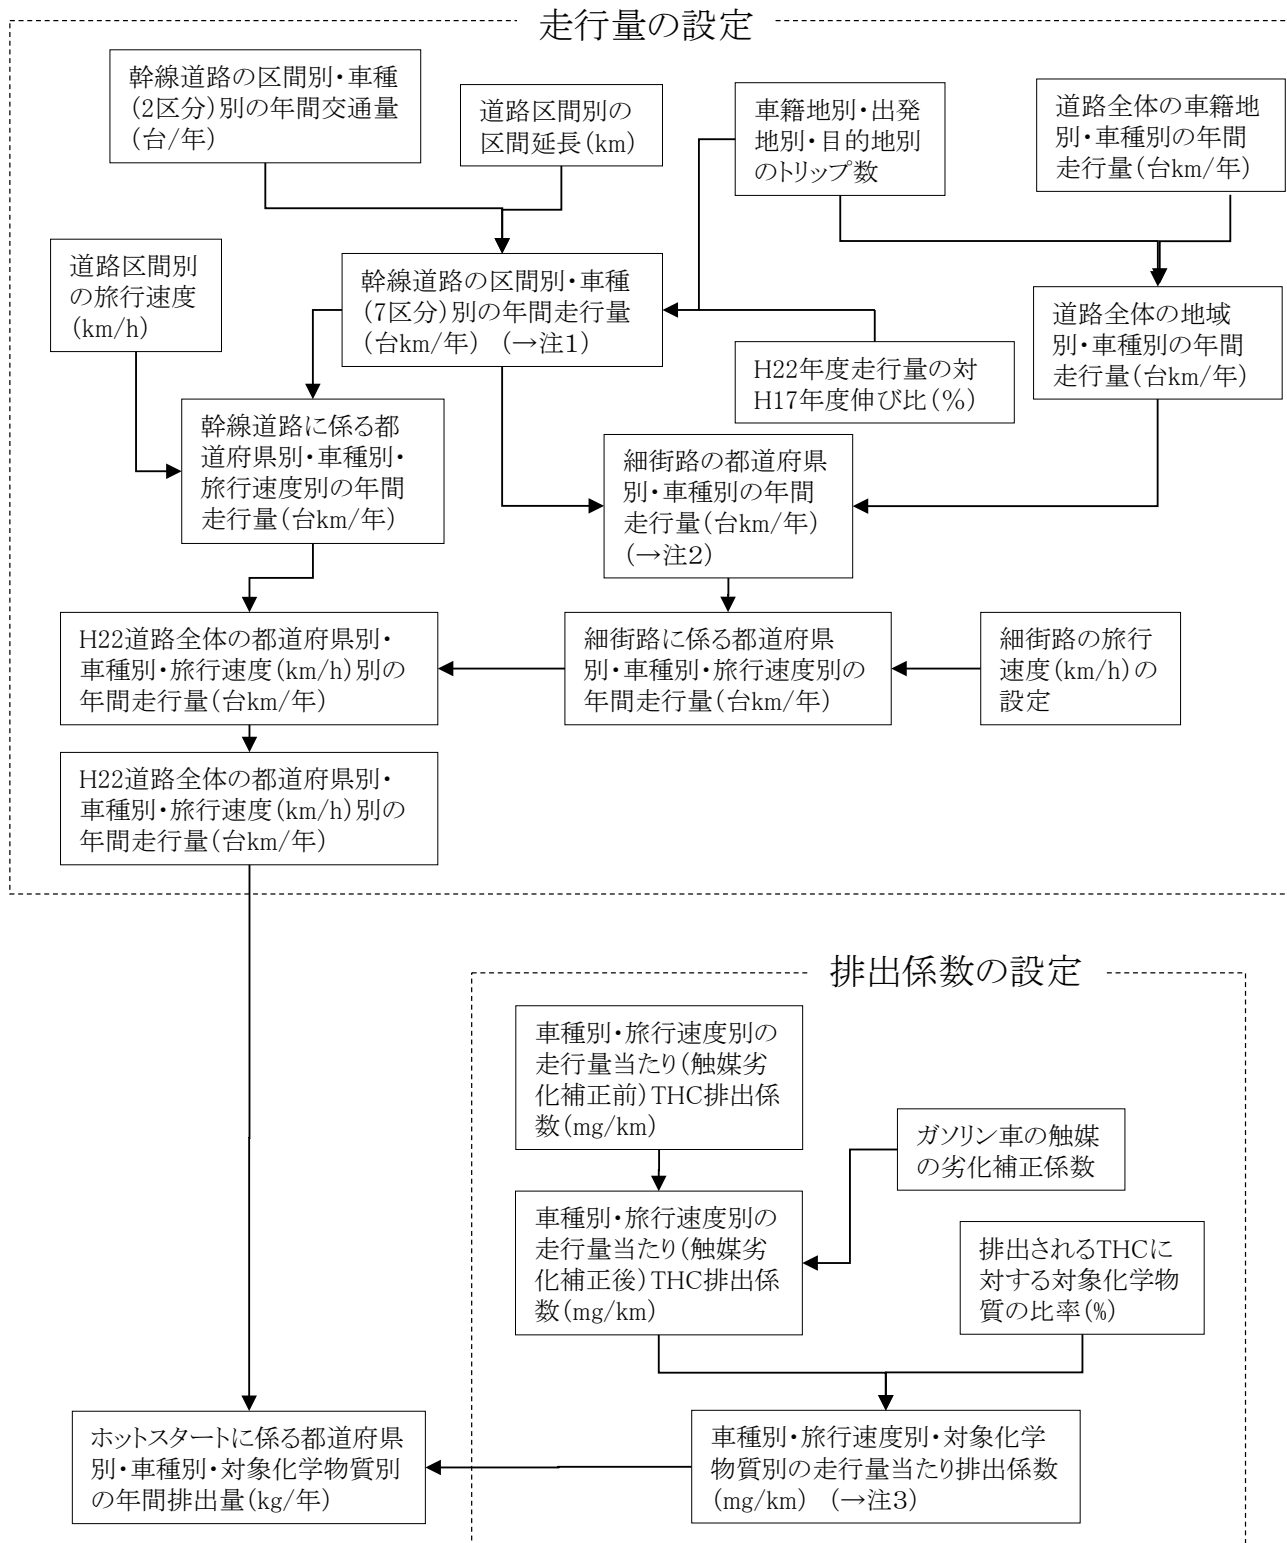 走行量の設定
幹線道路の区間別・車種
(2区分)別の年間交通量
(台/年)
道路区間別の
区間延長(km)
車籍地別・出発
地別・目的地別
のトリップ数
道路全体の車籍地
別・車種別の年間
走行量(台km/年)
道路区間別
の旅行速度
(km/h)
幹線道路の区間別・車種
(7区分)別の年間走行量
(台km/年) (→注1)
H22年度走行量の対
H17年度伸び比(%)
道路全体の地域
別・車種別の年間
走行量(台km/年)
幹線道路に係る都
道府県別・車種別・
旅行速度別の年間
走行量(台km/年)
細街路の都道府県
別・車種別の年間
走行量(台km/年)
(→注2)
H22道路全体の都道府県別・
車種別・旅行速度(km/h)別の
年間走行量(台km/年)
細街路に係る都道府県
別・車種別・旅行速度別の
年間走行量(台km/年)
細街路の旅行
速度(km/h)の
設定
H22道路全体の都道府県別・
車種別・旅行速度(km/h)別の
年間走行量(台km/年)
排出係数の設定
車種別・旅行速度別の
走行量当たり(触媒劣
化補正前)THC排出係
数(mg/km)
ガソリン車の触媒
の劣化補正係数
車種別・旅行速度別の
走行量当たり(触媒劣
化補正後)THC排出係
数(mg/km)
排出されるTHCに
対する対象化学物
質の比率(%)
ホットスタートに係る都道府県
別・車種別・対象化学物質別
の年間排出量(kg/年)
車種別・旅行速度別・対象化学
物質別の走行量当たり排出係数
(mg/km) (→注3)